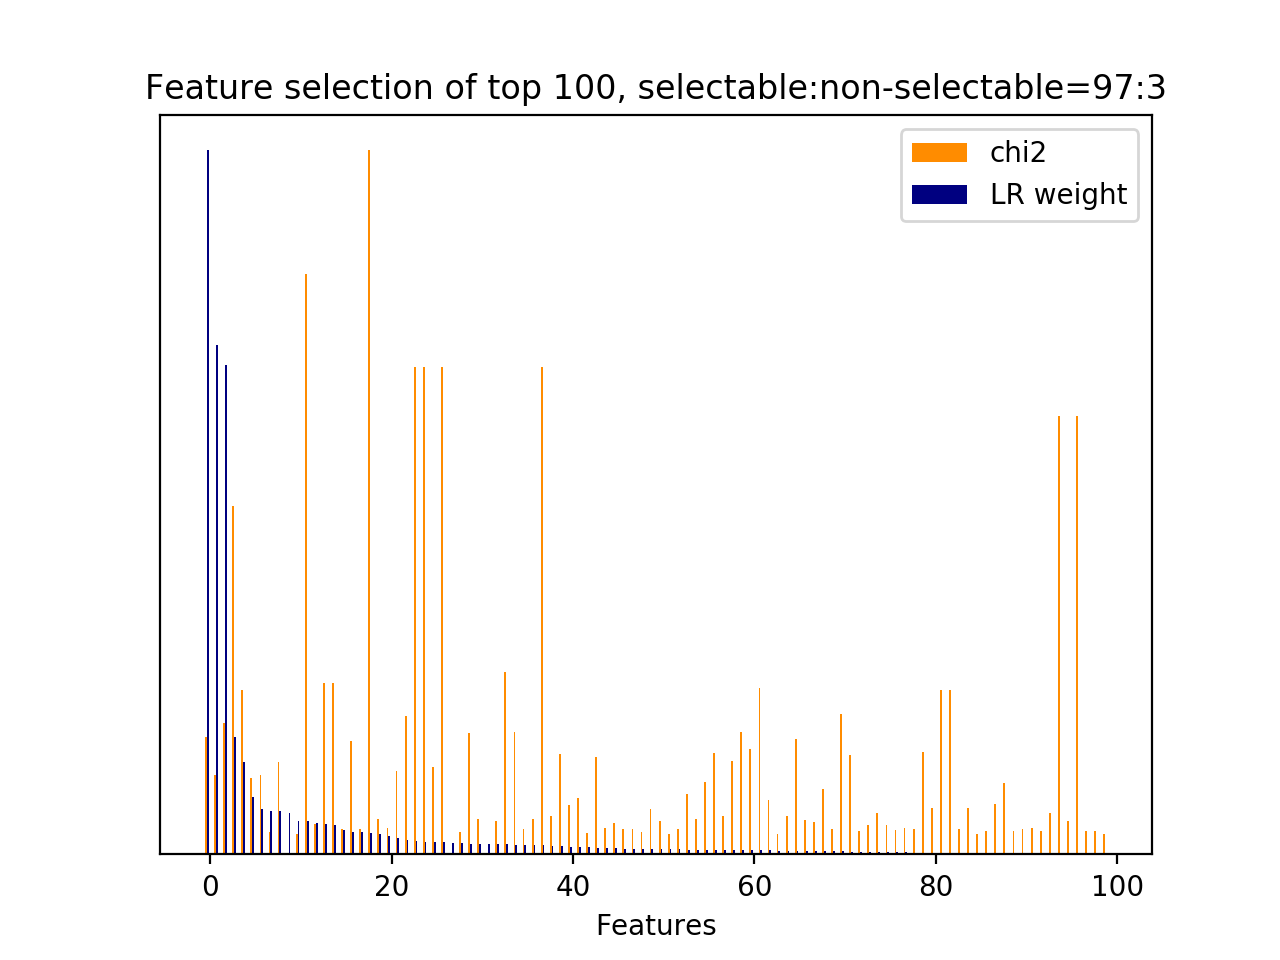 Feature selection of top 100, selectable:non-selectable=97:3
chi2
LR weight
0 20 40 60 80 100
Features